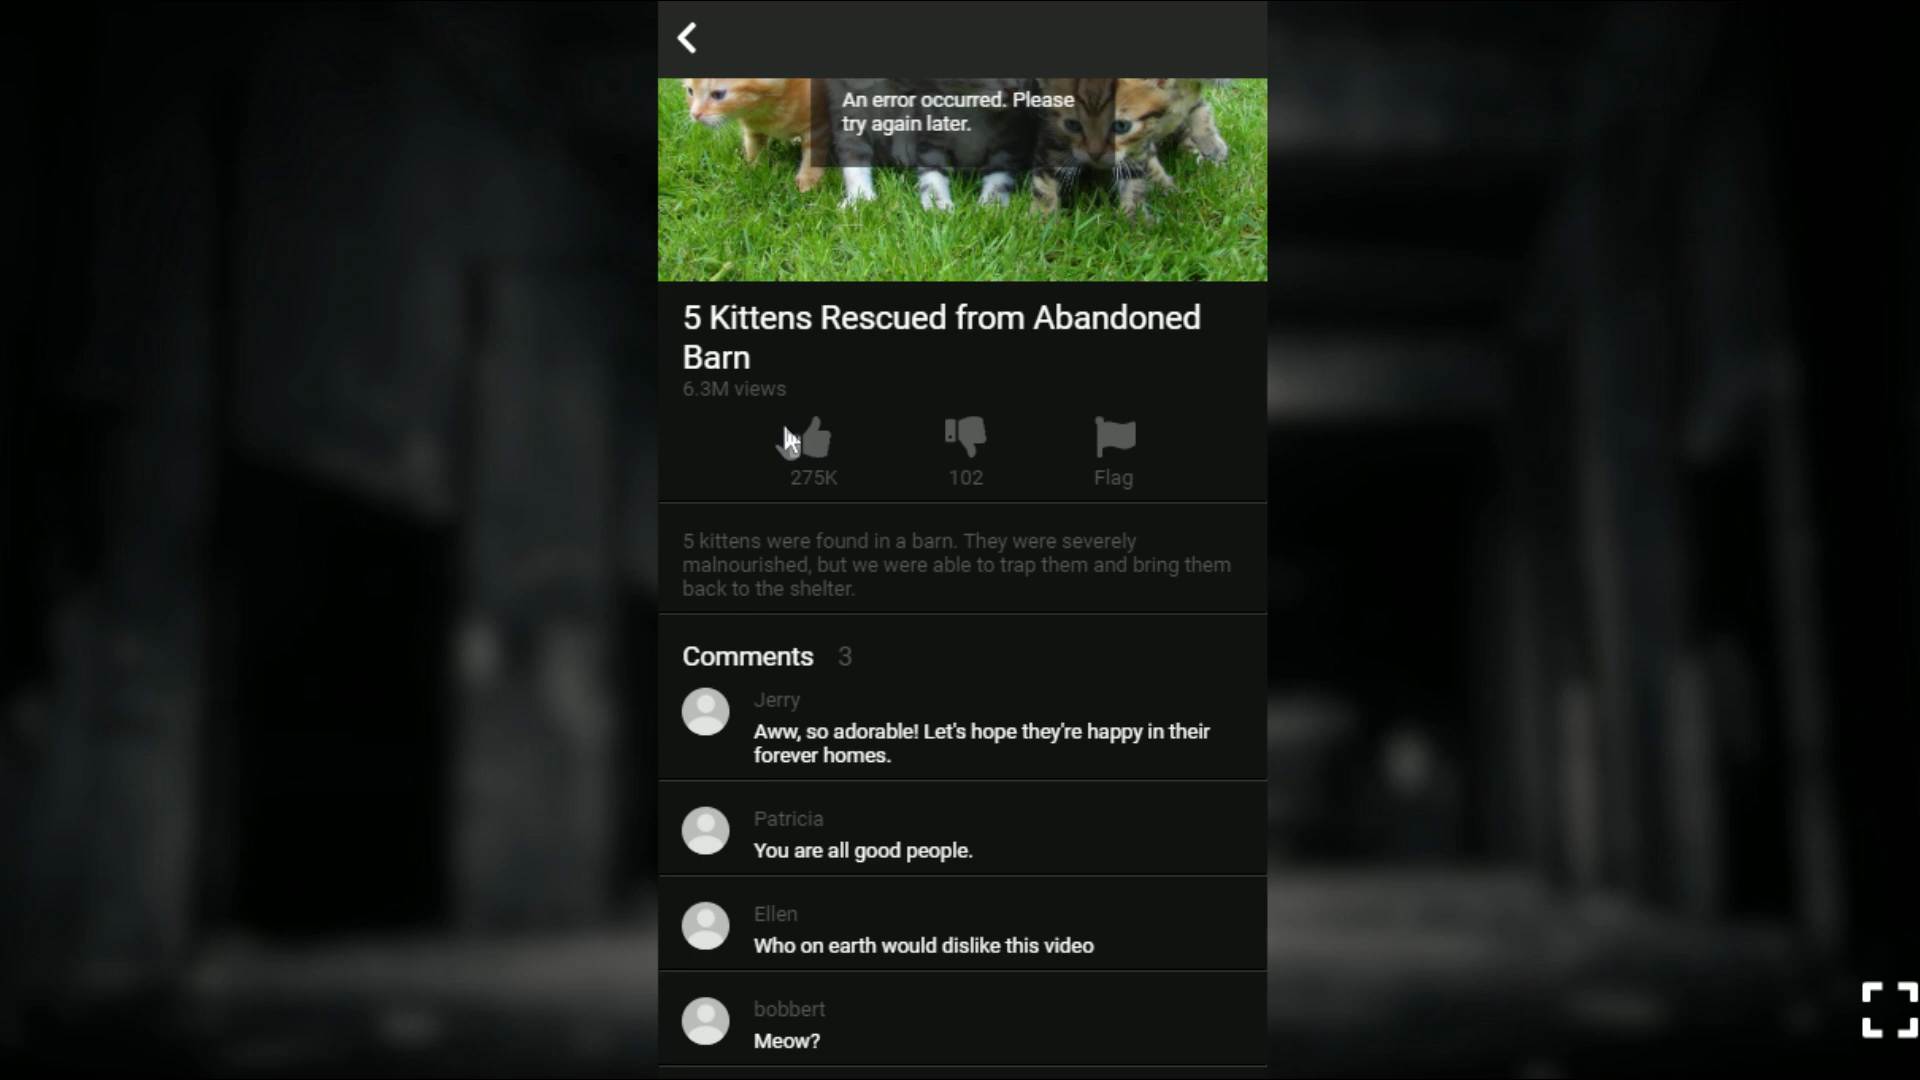 An error occurred. Please
try again later.
5 Kittens Rescued from Abandoned
Barn
6.3M views
275K
102
Flag
5 kittens were found in a barn. They were severely
malnourished, but we were able to trap them and bring them
back to the shelter.
Comments 3
Jerry
Aww, so adorable! Let's hope they're happy in their
forever homes.
Patricia
You are all good people.
Ellen
Who on earth would dislike this video
bobbert
Meow?